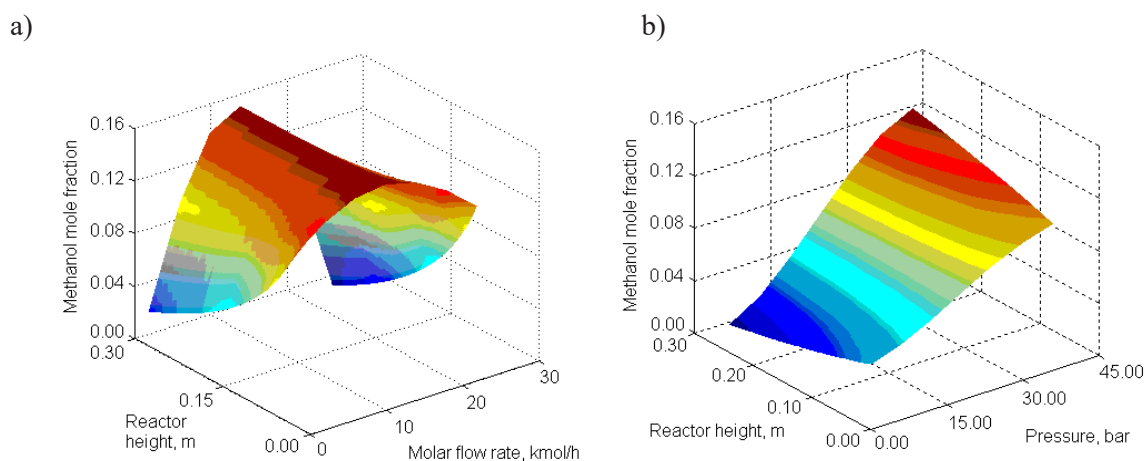 a)
0.16
0.12
0.08
0.04
0.00
0.30
0.15
0.00
0
10
20
30
Methanol mole fraction
Reactor
height, m
Molar flow rate, kmol/h
b)
0.16
0.12
0.08
0.04
0.00
0.30
0.20
0.10
0.00
0.00
15.00
30.00
45.00
Methanol mole fraction
Reactor height, m
Pressure, bar